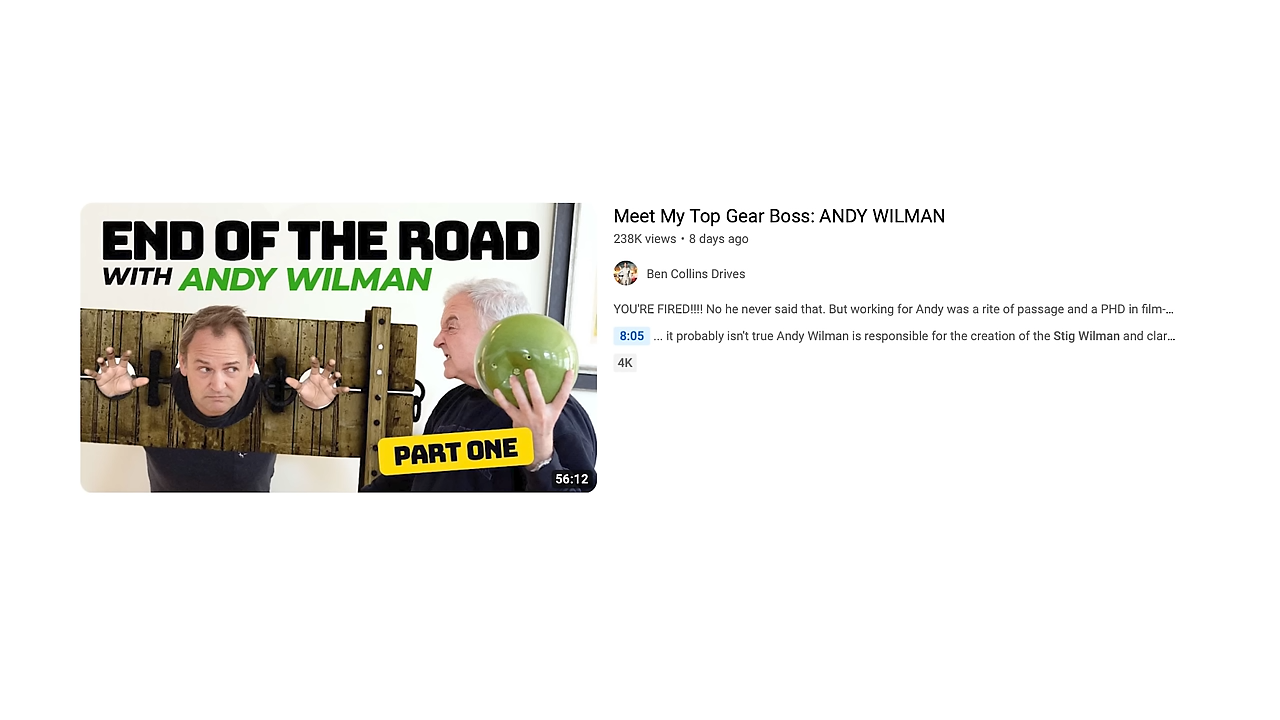 END OF THE ROAD
WITH ANDY WILMAN
PART ONE
56:12
Meet My Top Gear Boss: ANDY WILMAN
238K views • 8 days ago
Ben Collins Drives
YOU'RE FIRED!!!! No he never said that. But working for Andy was a rite of passage and a PHD in film-...
8:05 ... it probably isn't true Andy Wilman is responsible for the creation of the Stig Wilman and clar...
4K